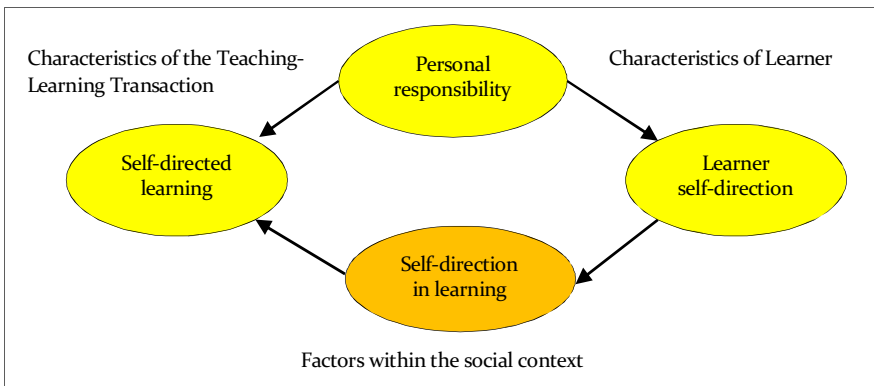 Characteristics of the Teaching-
Learning Transaction
Personal
responsibility
Characteristics of Learner
Self-directed
learning
Learner
self-direction
Self-direction
in learning
Factors within the social context